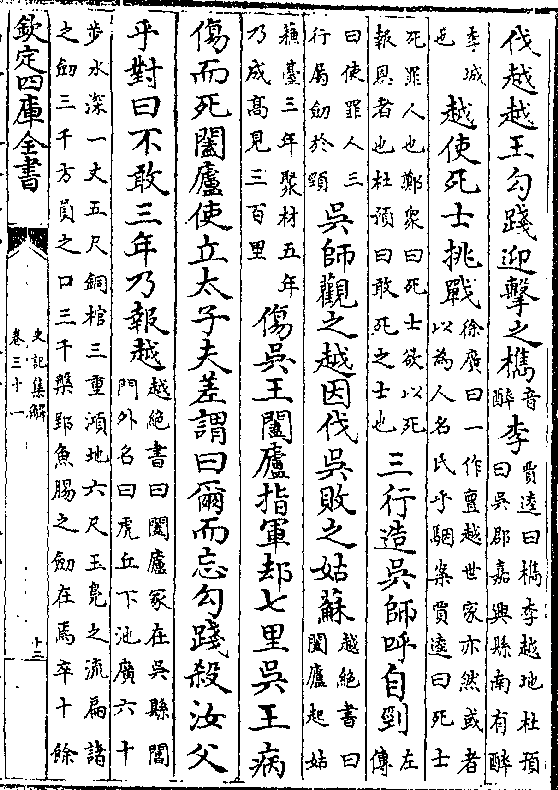 伐越越王勾踐迎擊之檇音醉李賈逵曰檇李越地杜預曰吳郡嘉興縣南有醉
李城也越使死士挑戰徐廣曰一作亶越世家亦然或者以為人名氏乎駰案賈逵曰死士
死罪人也鄭衆曰死士欲以死報恩者也杜預曰敢死之士也三行造吳師呼自剄左傳
曰使罪人三行屬劎於頸吳師觀之越因伐吳敗之姑蘇越絶書曰闔廬起姑
蘇臺三年聚材五年乃成髙見三百里傷吳王闔廬指軍却七里吳王病
傷而死闔廬使立太子夫差謂曰爾而忘勾踐殺汝父
乎對曰不敢三年乃報越越絶書曰闔廬冢在吳縣閶門外名曰虎丘下池廣六十
步水深一丈五尺銅棺三重澒地六尺玉鳧之流扁諸之劎三千方員之口三千槃郢魚腸之劎在焉卒十餘
欽定四庫全書
史記集解
卷三十一
十三